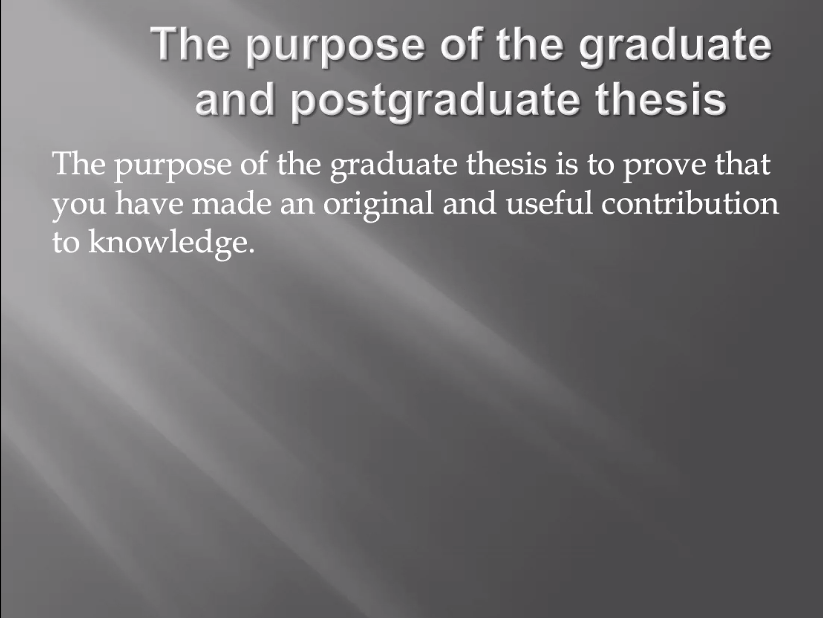 The purpose of the graduate
and postgraduate thesis
The purpose of the graduate thesis is to prove that
you have made an original and useful contribution
to knowledge.